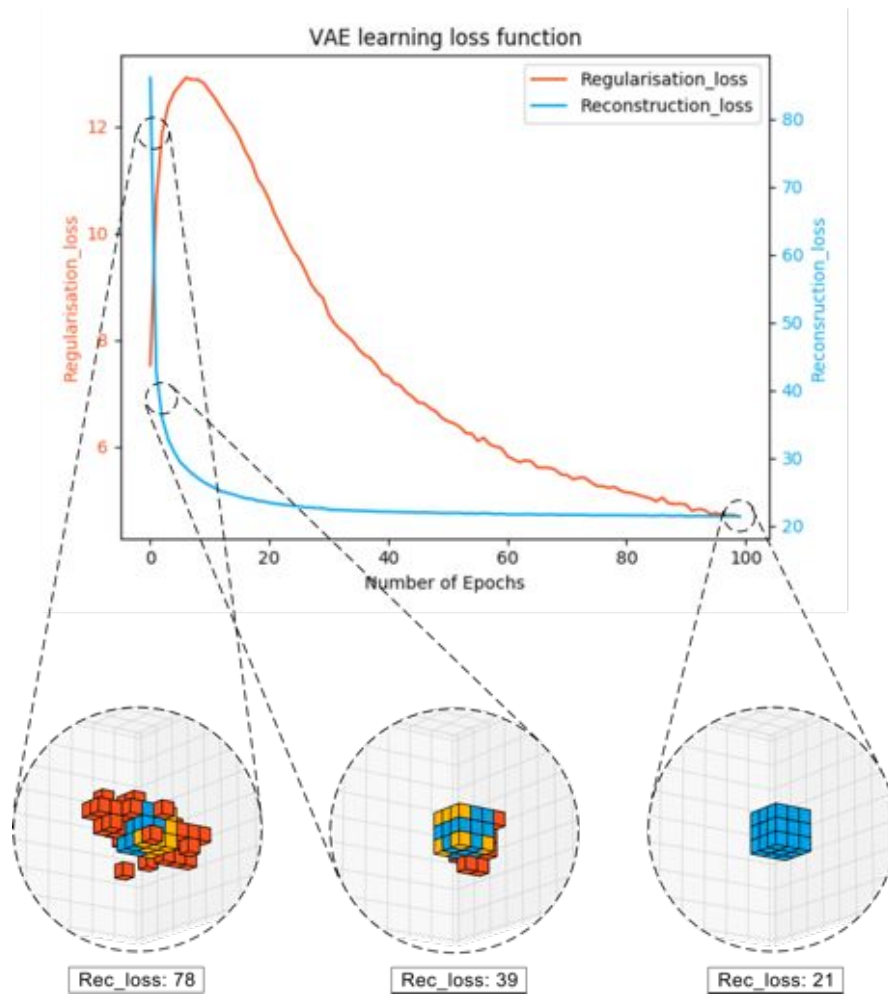 VAE learning loss function
Regularisation_loss
Reconstruction_loss
Regularisation_loss
12
10
8
6
80
70
60
50
40
30
20
Reconsruction_loss
0
20
40
60
80
100
Number of Epochs
Rec_loss: 78
Rec_loss: 39
Rec_loss: 21